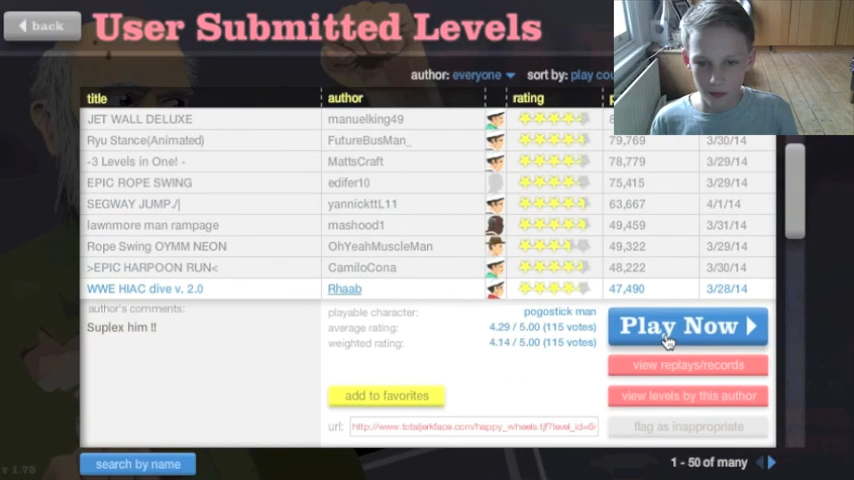 back
User Submitted Levels
author: everyone sort by: play cou
title author rating
JET WALL DELUXE manuelking49
Ryu Stance(Animated) FutureBusMan_ 79,769 3/30/14
-3 Levels in One! - MattsCraft 78,779 3/29/14
EPIC ROPE SWING edifer10 75,415 3/29/14
SEGWAY JUMP./| yannickttL11 63,667 4/1/14
lawnmore man rampage mashood1 49,459 3/31/14
Rope Swing OYMM NEON OhYeahMuscleMan 49,322 3/29/14
>EPIC HARPOON RUN< CamiloCona 48,222 3/30/14
WWE HIAC dive v. 2.0 Rhaab 47,490 3/28/14
author's comments:
Suplex him !!
playable character: pogostick man
average rating: 4.29 / 5.00 (115 votes)
weighted rating: 4.14 / 5.00 (115 votes)
Play Now
view replays/records
add to favorites
view levels by this author
url: http://www.totaljerkface.com/happy_wheels.tjf?level_id=6
flag as inappropriate
v 1.75
search by name
1 - 50 of many